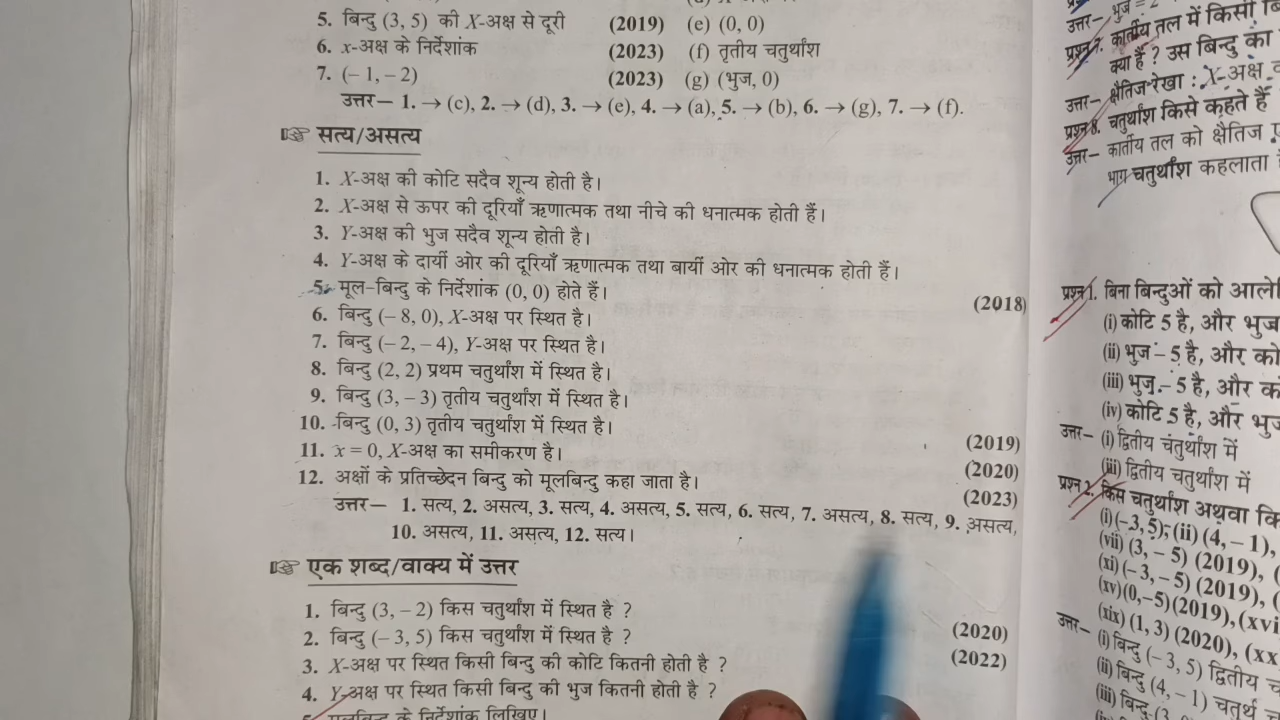 5. बिन्दु (3, 5) की X-अक्ष से दूरी (2019) (e) (0, 0)
6. x-अक्ष के निर्देशांक (2023) (f) तृतीय चतुर्थांश
7. (– 1, – 2) (2023) (g) (भुज, 0)
उत्तर— 1. → (c), 2. → (d), 3. → (e), 4. → (a), 5. → (b), 6. → (g), 7. → (f).
☞ सत्य/असत्य
1. X-अक्ष की कोटि सदैव शून्य होती है।
2. X-अक्ष से ऊपर की दूरियाँ ऋणात्मक तथा नीचे की धनात्मक होती हैं।
3. Y-अक्ष की भुज सदैव शून्य होती है।
4. Y-अक्ष के दायीं ओर की दूरियाँ ऋणात्मक तथा बायीं ओर की धनात्मक होती हैं।
5. मूल-बिन्दु के निर्देशांक (0, 0) होते हैं। (2018)
6. बिन्दु (– 8, 0), X-अक्ष पर स्थित है।
7. बिन्दु (– 2, – 4), Y-अक्ष पर स्थित है।
8. बिन्दु (2, 2) प्रथम चतुर्थांश में स्थित है।
9. बिन्दु (3, – 3) तृतीय चतुर्थांश में स्थित है।
10. बिन्दु (0, 3) तृतीय चतुर्थांश में स्थित है। (2019)
11. x = 0, X-अक्ष का समीकरण है। (2020)
12. अक्षों के प्रतिच्छेदन बिन्दु को मूलबिन्दु कहा जाता है। (2023)
उत्तर— 1. सत्य, 2. असत्य, 3. सत्य, 4. असत्य, 5. सत्य, 6. सत्य, 7. असत्य, 8. सत्य, 9. असत्य,
10. असत्य, 11. असत्य, 12. सत्य।
☞ एक शब्द/वाक्य में उत्तर
1. बिन्दु (3, – 2) किस चतुर्थांश में स्थित है ?
2. बिन्दु (– 3, 5) किस चतुर्थांश में स्थित है ? (2020)
3. X-अक्ष पर स्थित किसी बिन्दु की कोटि कितनी होती है ? (2022)
4. Y-अक्ष पर स्थित किसी बिन्दु की भुज कितनी होती है ?
मूलबिन्दु के निर्देशांक लिखिए।
उत्तर— भुज = 2
प्रश्न 7. कार्तीय तल में किसी
क्या हैं ? उस बिन्दु का
उत्तर— क्षैतिज-रेखा : X-अक्ष
प्रश्न 8. चतुर्थांश किसे कहते हैं
उत्तर— कार्तीय तल को क्षैतिज
भाग चतुर्थांश कहलाता
प्रश्न 1. बिना बिन्दुओं को
(i) कोटि 5 है, और भुज
(ii) भुज – 5 है, और
(iii) भुज – 5 है, और
(iv) कोटि 5 है, और
उत्तर— (i) द्वितीय चतुर्थांश में
(iii) द्वितीय चतुर्थांश में
प्रश्न 2. किस चतुर्थांश अथवा
(i) (–3, 5), (ii) (4, – 1),
(vii) (3, – 5) (2019),
(xi) (–3, –5) (2019),
(xv) (0, –5) (2019), (xvi
(xix) (1, 3) (2020), (xx
उत्तर— (i) बिन्दु (– 3, 5) द्वितीय
(ii) बिन्दु (4, – 1) चतुर्थ
(iii) बिन्दु